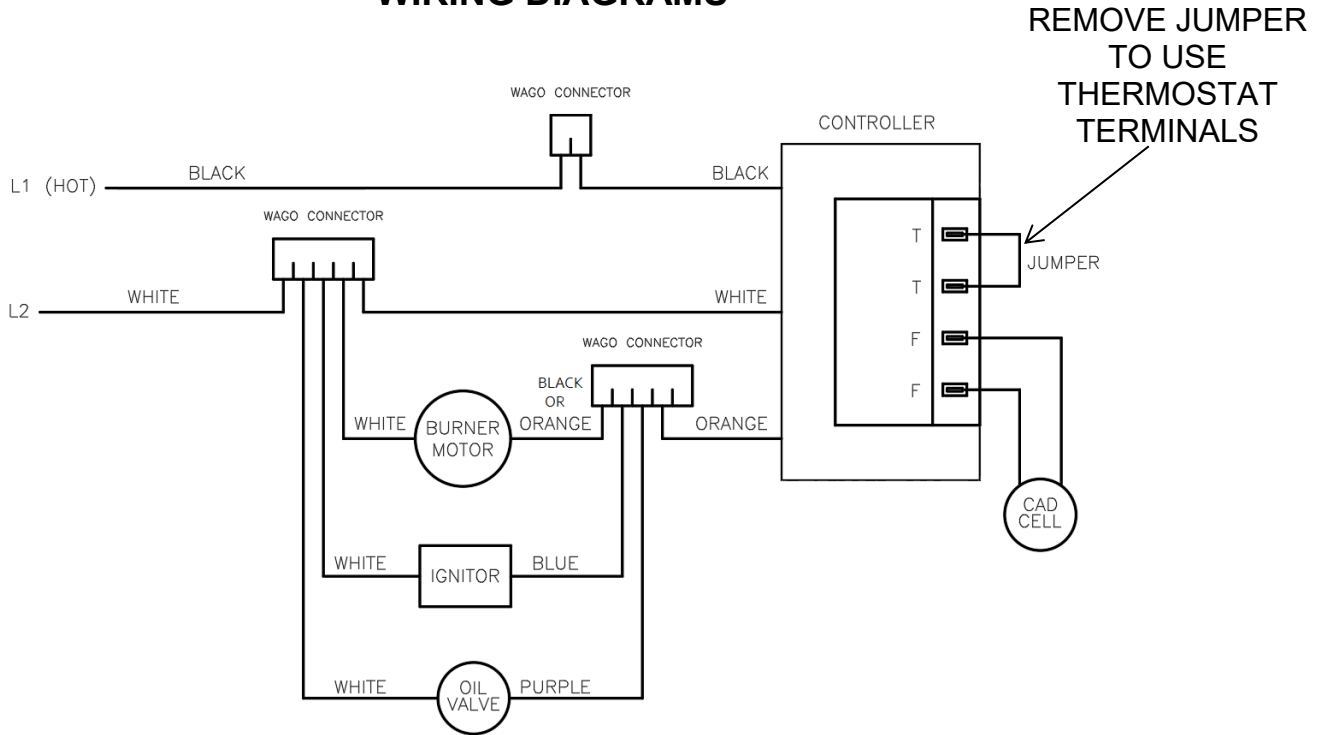 WIRING DIAGRAMS
REMOVE JUMPER
TO USE
THERMOSTAT
TERMINALS
WAGO CONNECTOR
CONTROLLER
L1 (HOT)
BLACK
BLACK
WAGO CONNECTOR
T
JUMPER
T
L2
WHITE
WHITE
F
WAGO CONNECTOR
F
BLACK
OR
WHITE
BURNER
MOTOR
ORANGE
ORANGE
CAD
CELL
WHITE
IGNITOR
BLUE
WHITE
OIL
VALVE
PURPLE